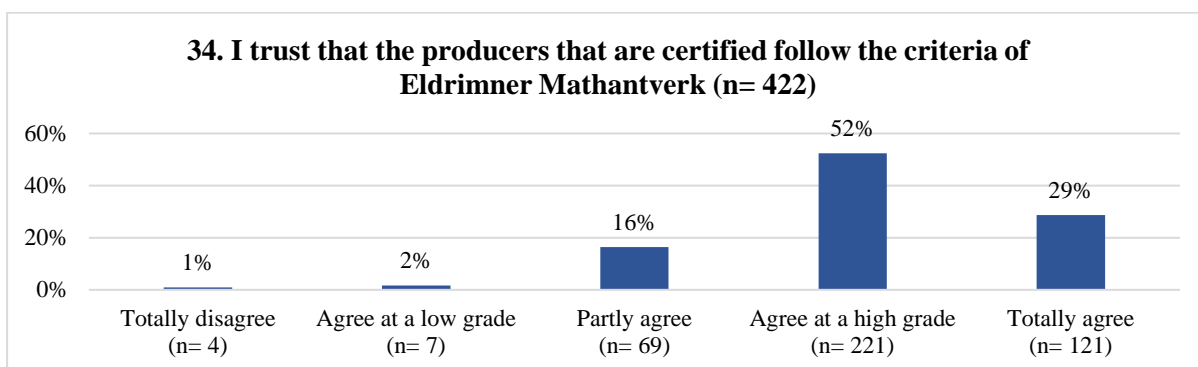 34. I trust that the producers that are certified follow the criteria of
Eldrimner Mathantverk (n= 422)
60%
40%
20%
0%
1%
2%
16%
52%
29%
Totally disagree
(n= 4)
Agree at a low grade
(n= 7)
Partly agree
(n= 69)
Agree at a high grade
(n= 221)
Totally agree
(n= 121)